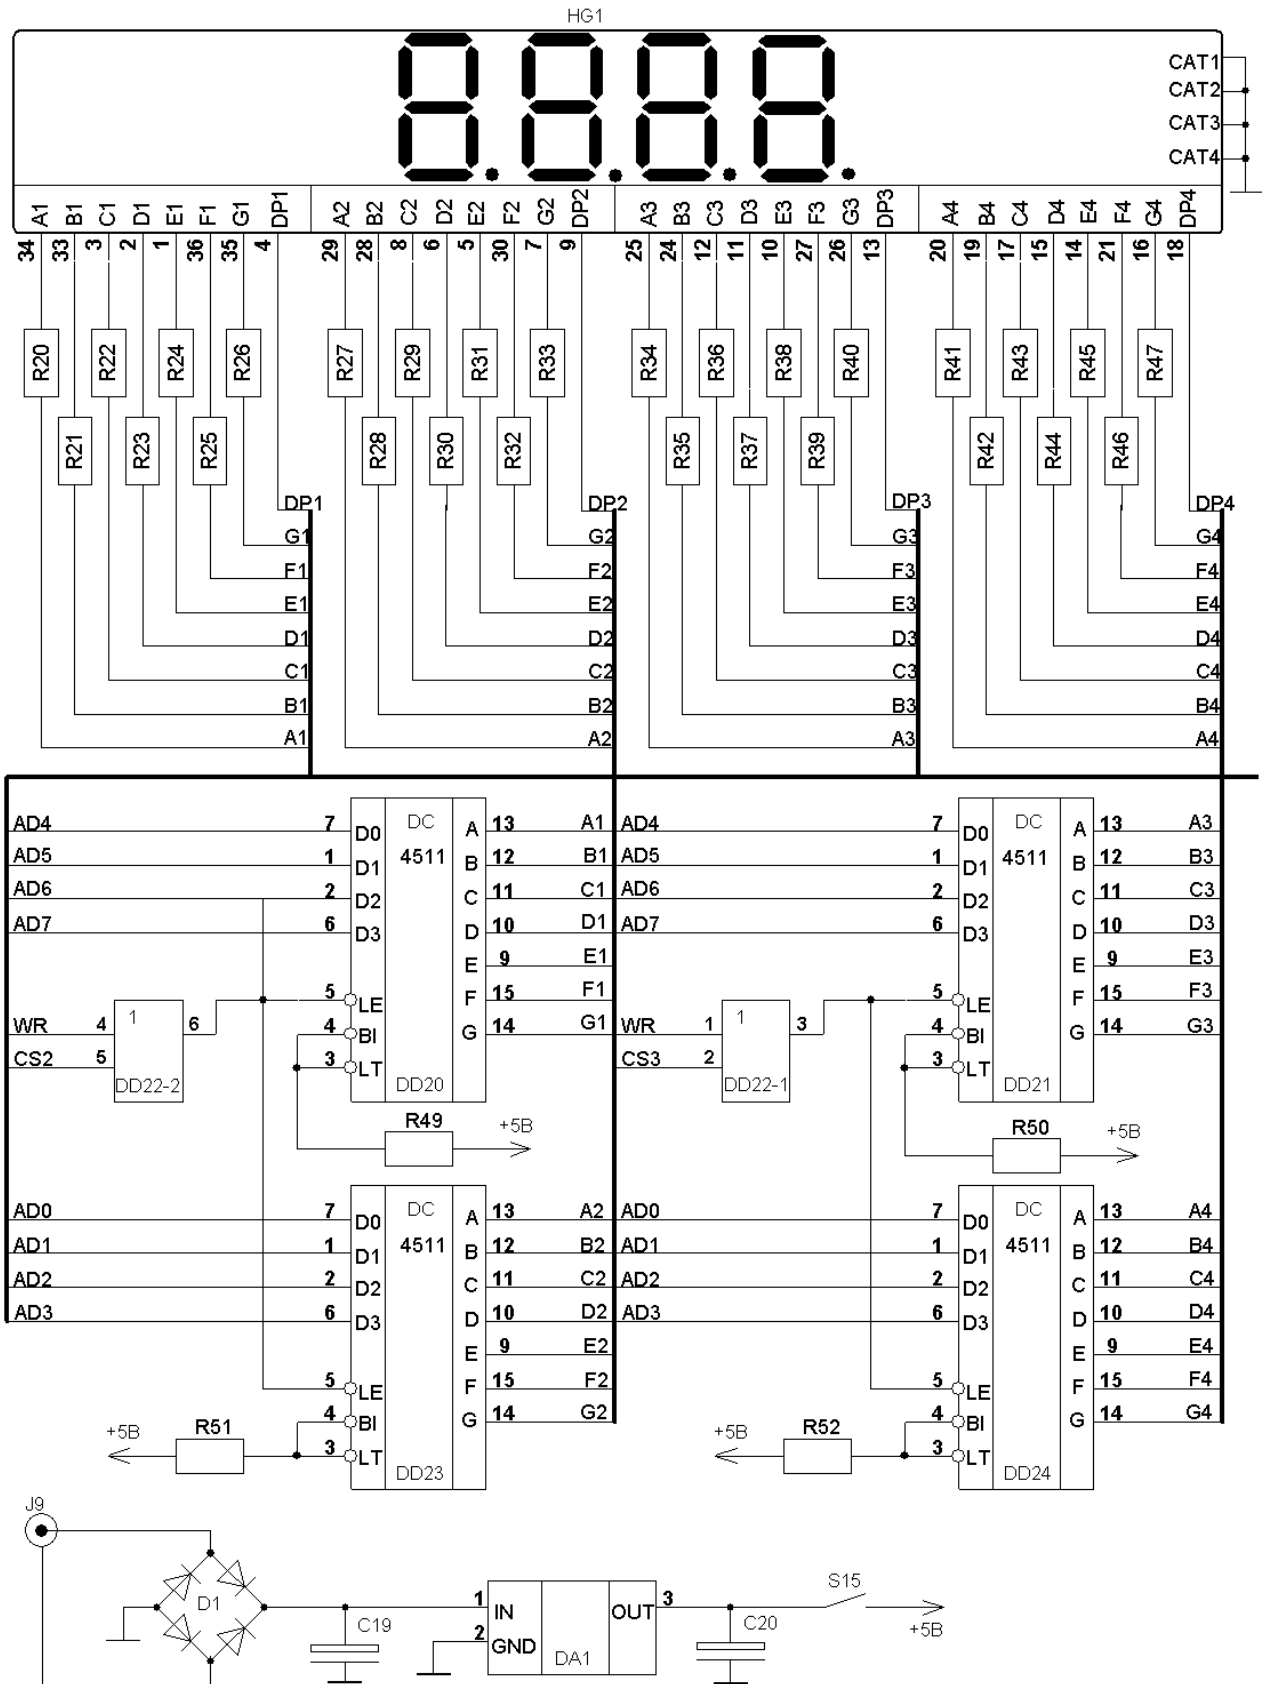 HG1
CAT1
CAT2
CAT3
CAT4
A1 B1 C1 D1 E1 F1 G1 DP1 A2 B2 C2 D2 E2 F2 G2 DP2 A3 B3 C3 D3 E3 F3 G3 DP3 A4 B4 C4 D4 E4 F4 G4 DP4
34 33 3 2 1 36 35 4 29 28 8 6 5 30 7 9 25 24 12 11 10 27 26 13 20 19 17 15 14 21 16 18
R20 R22 R24 R26 R27 R29 R31 R33 R34 R36 R38 R40 R41 R43 R45 R47
R21 R23 R25 R28 R30 R32 R35 R37 R39 R42 R44 R46
DP1 DP2 DP3 DP4
G1 G2 G3 G4
F1 F2 F3 F4
E1 E2 E3 E4
D1 D2 D3 D4
C1 C2 C3 C4
B1 B2 B3 B4
A1 A2 A3 A4
AD4 7 D0 DC A 13 A1 AD4 7 D0 DC A 13 A3
AD5 1 D1 4511 B 12 B1 AD5 1 D1 4511 B 12 B3
AD6 2 D2 C 11 C1 AD6 2 D2 C 11 C3
AD7 6 D3 D 10 D1 AD7 6 D3 D 10 D3
E 9 E1 E 9 E3
5 LE F 15 F1 5 LE F 15 F3
WR 4 1 6 4 BI G 14 G1 WR 1 1 3 4 BI G 14 G3
CS2 5 3 LT CS3 2 3 LT
DD22-2 DD20 DD22-1 DD21
R49 +5B R50 +5B
AD0 7 D0 DC A 13 A2 AD0 7 D0 DC A 13 A4
AD1 1 D1 4511 B 12 B2 AD1 1 D1 4511 B 12 B4
AD2 2 D2 C 11 C2 AD2 2 D2 C 11 C4
AD3 6 D3 D 10 D2 AD3 6 D3 D 10 D4
E 9 E2 E 9 E4
5 LE F 15 F2 5 LE F 15 F4
+5B R51 4 BI G 14 G2 +5B R52 4 BI G 14 G4
3 LT 3 LT
DD23 DD24
J9
D1 C19 1 IN OUT 3 C20 S15 +5B
2 GND DA1